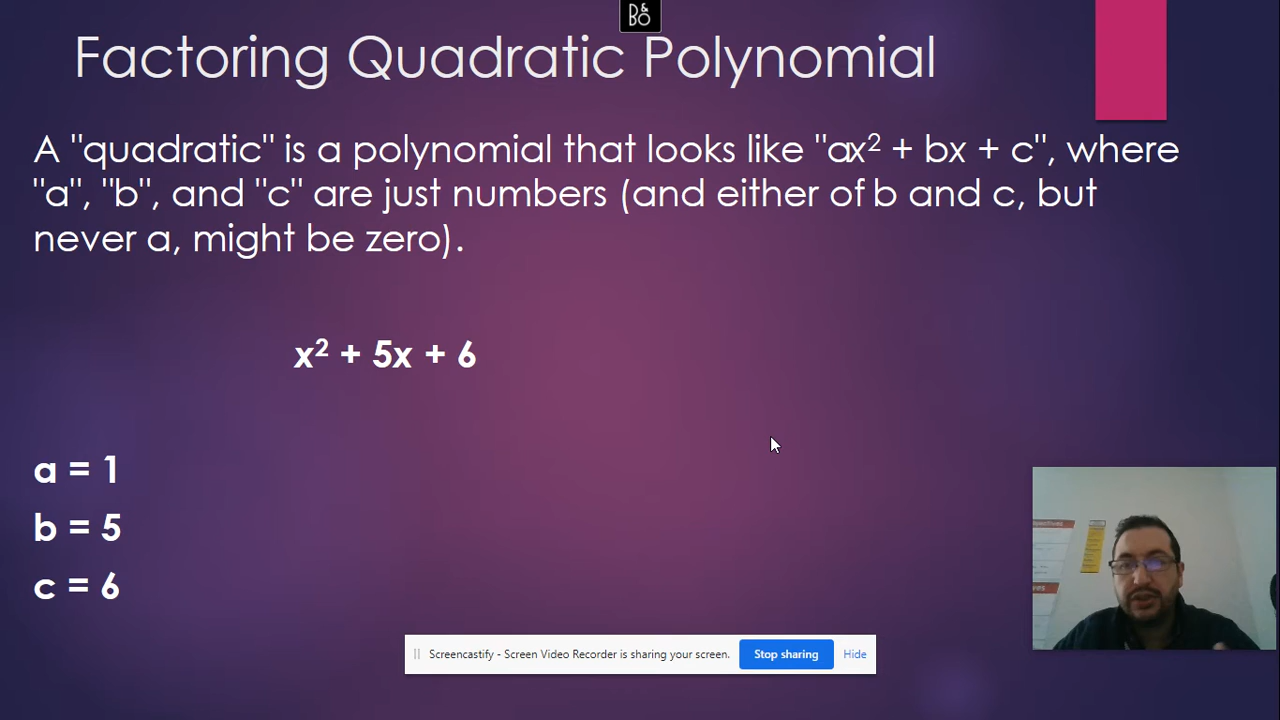 B&O
Factoring Quadratic Polynomial
A "quadratic" is a polynomial that looks like "ax² + bx + c", where
"a", "b", and "c" are just numbers (and either of b and c, but
never a, might be zero).
x² + 5x + 6
a = 1
b = 5
c = 6
Screencastify - Screen Video Recorder is sharing your screen. Stop sharing Hide